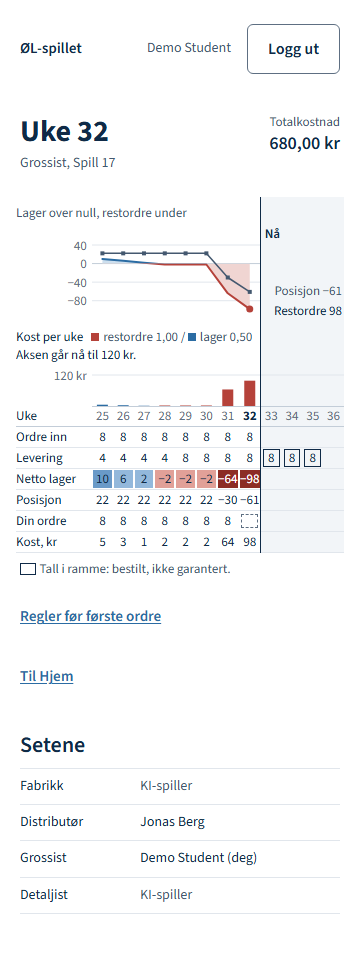 ØL-spillet Demo Student Logg ut
Uke 32
Grossist, Spill 17
Totalkostnad
680,00 kr
Lager over null, restordre under
Nå
40
0
−40
−80
Posisjon −61
Restordre 98
Kost per uke restordre 1,00 / lager 0,50
Aksen går nå til 120 kr.
120 kr
Uke 25 26 27 28 29 30 31 32 33 34 35 36
Ordre inn 8 8 8 8 8 8 8 8
Levering 4 4 4 4 8 8 8 8 8 8 8
Netto lager 10 6 2 −2 −2 −2 −64 −98
Posisjon 22 22 22 22 22 22 −30 −61
Din ordre 8 8 8 8 8 8 8
Kost, kr 5 3 1 2 2 2 64 98
Tall i ramme: bestilt, ikke garantert.
Regler før første ordre
Til Hjem
Setene
Fabrikk KI-spiller
Distributør Jonas Berg
Grossist Demo Student (deg)
Detaljist KI-spiller